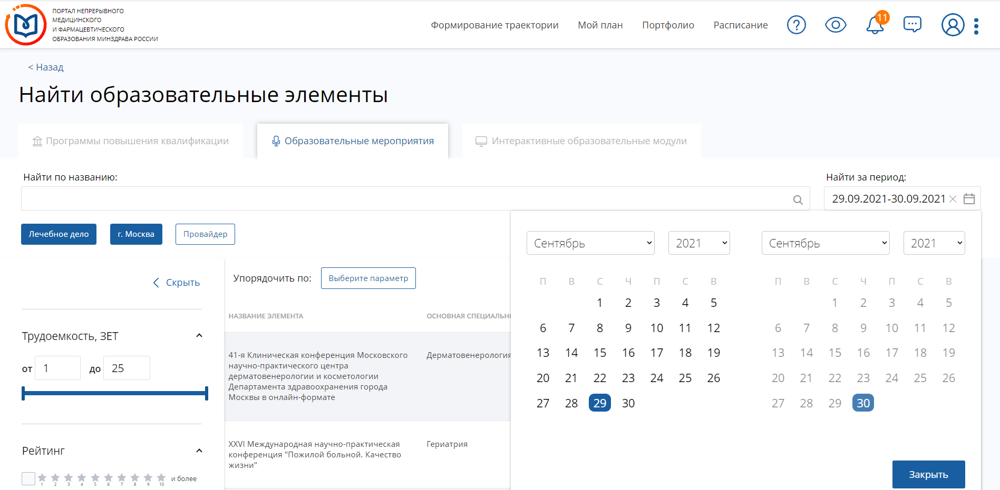 ПОРТАЛ НЕПРЕРЫВНОГО
МЕДИЦИНСКОГО
И ФАРМАЦЕВТИЧЕСКОГО
ОБРАЗОВАНИЯ МИНЗДРАВА РОССИИ
Формирование траектории Мой план Портфолио Расписание ? 11
< Назад
Найти образовательные элементы
Программы повышения квалификации Образовательные мероприятия Интерактивные образовательные модули
Найти по названию: Найти за период:
29.09.2021-30.09.2021
Лечебное дело г. Москва Провайдер
Скрыть
Трудоемкость, ЗЕТ
от 1 до 25
Рейтинг
1 2 3 4 5 6 7 8 9 10 и более
Упорядочить по: Выберите параметр
НАЗВАНИЕ ЭЛЕМЕНТА ОСНОВНАЯ СПЕЦИАЛЬНО
41-я Клиническая конференция Московского Дерматовенерология
научно-практического центра
дерматовенерологии и косметологии
Департамента здравоохранения города
Москвы в онлайн-формате
XXVI Международная научно-практическая Гериатрия
конференция "Пожилой больной. Качество
жизни"
Сентябрь 2021
П В С Ч П С В
1 2 3 4 5
6 7 8 9 10 11 12
13 14 15 16 17 18 19
20 21 22 23 24 25 26
27 28 29 30
Сентябрь 2021
П В С Ч П С В
1 2 3 4 5
6 7 8 9 10 11 12
13 14 15 16 17 18 19
20 21 22 23 24 25 26
27 28 29 30
Закрыть